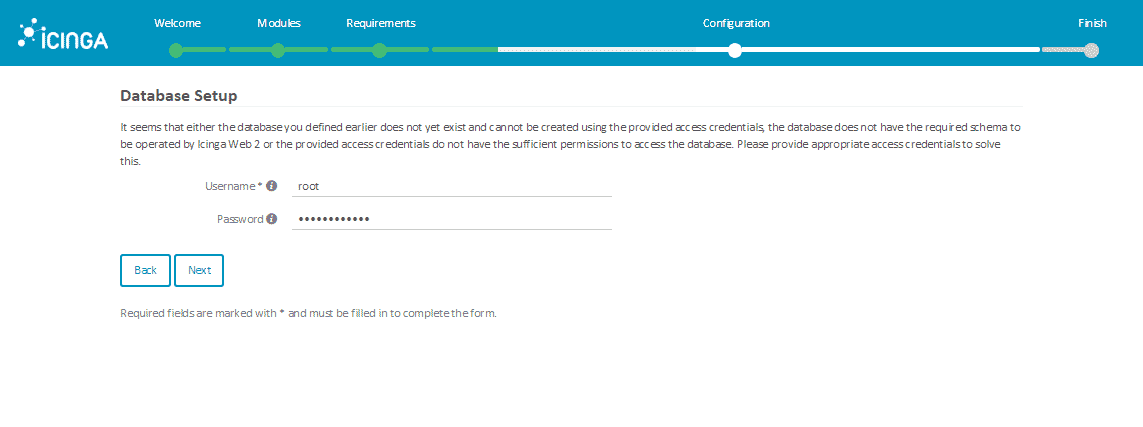 Welcome Modules Requirements Configuration Finish
ICINGA
Database Setup
It seems that either the database you defined earlier does not yet exist and cannot be created using the provided access credentials, the database does not have the required schema to
be operated by Icinga Web 2 or the provided access credentials do not have the sufficient permissions to access the database. Please provide appropriate access credentials to solve
this.
Username * root
Password ••••••••••••
Back Next
Required fields are marked with * and must be filled in to complete the form.